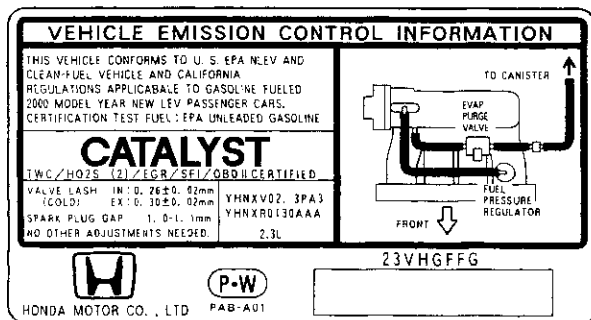 VEHICLE EMISSION CONTROL INFORMATION
THIS VEHICLE CONFORMS TO U. S. EPA NLEV AND
CLEAN-FUEL VEHICLE AND CALIFORNIA
REGULATIONS APPLICABALE TO GASOLINE FUELED
2000 MODEL YEAR NEW LEV PASSENGER CARS.
CERTIFICATION TEST FUEL : EPA UNLEADED GASOLINE
CATALYST
TWC/HO2S (2)/EGR/SFI/OBDIICERTIFIED
VALVE LASH IN: 0. 26± 0. 02mm
(COLD) EX: 0. 30± 0. 02mm
SPARK PLUG GAP 1. 0-1. 1mm
NO OTHER ADJUSTMENTS NEEDED.
YHNXV02. 3PA3
YHNXR0130AAA
2.3L
TO CANISTER
EVAP
PURGE
VALVE
FUEL
PRESSURE
REGULATOR
FRONT
HONDA MOTOR CO. , LTD
P·W
PAB-A01
23VHGFFG